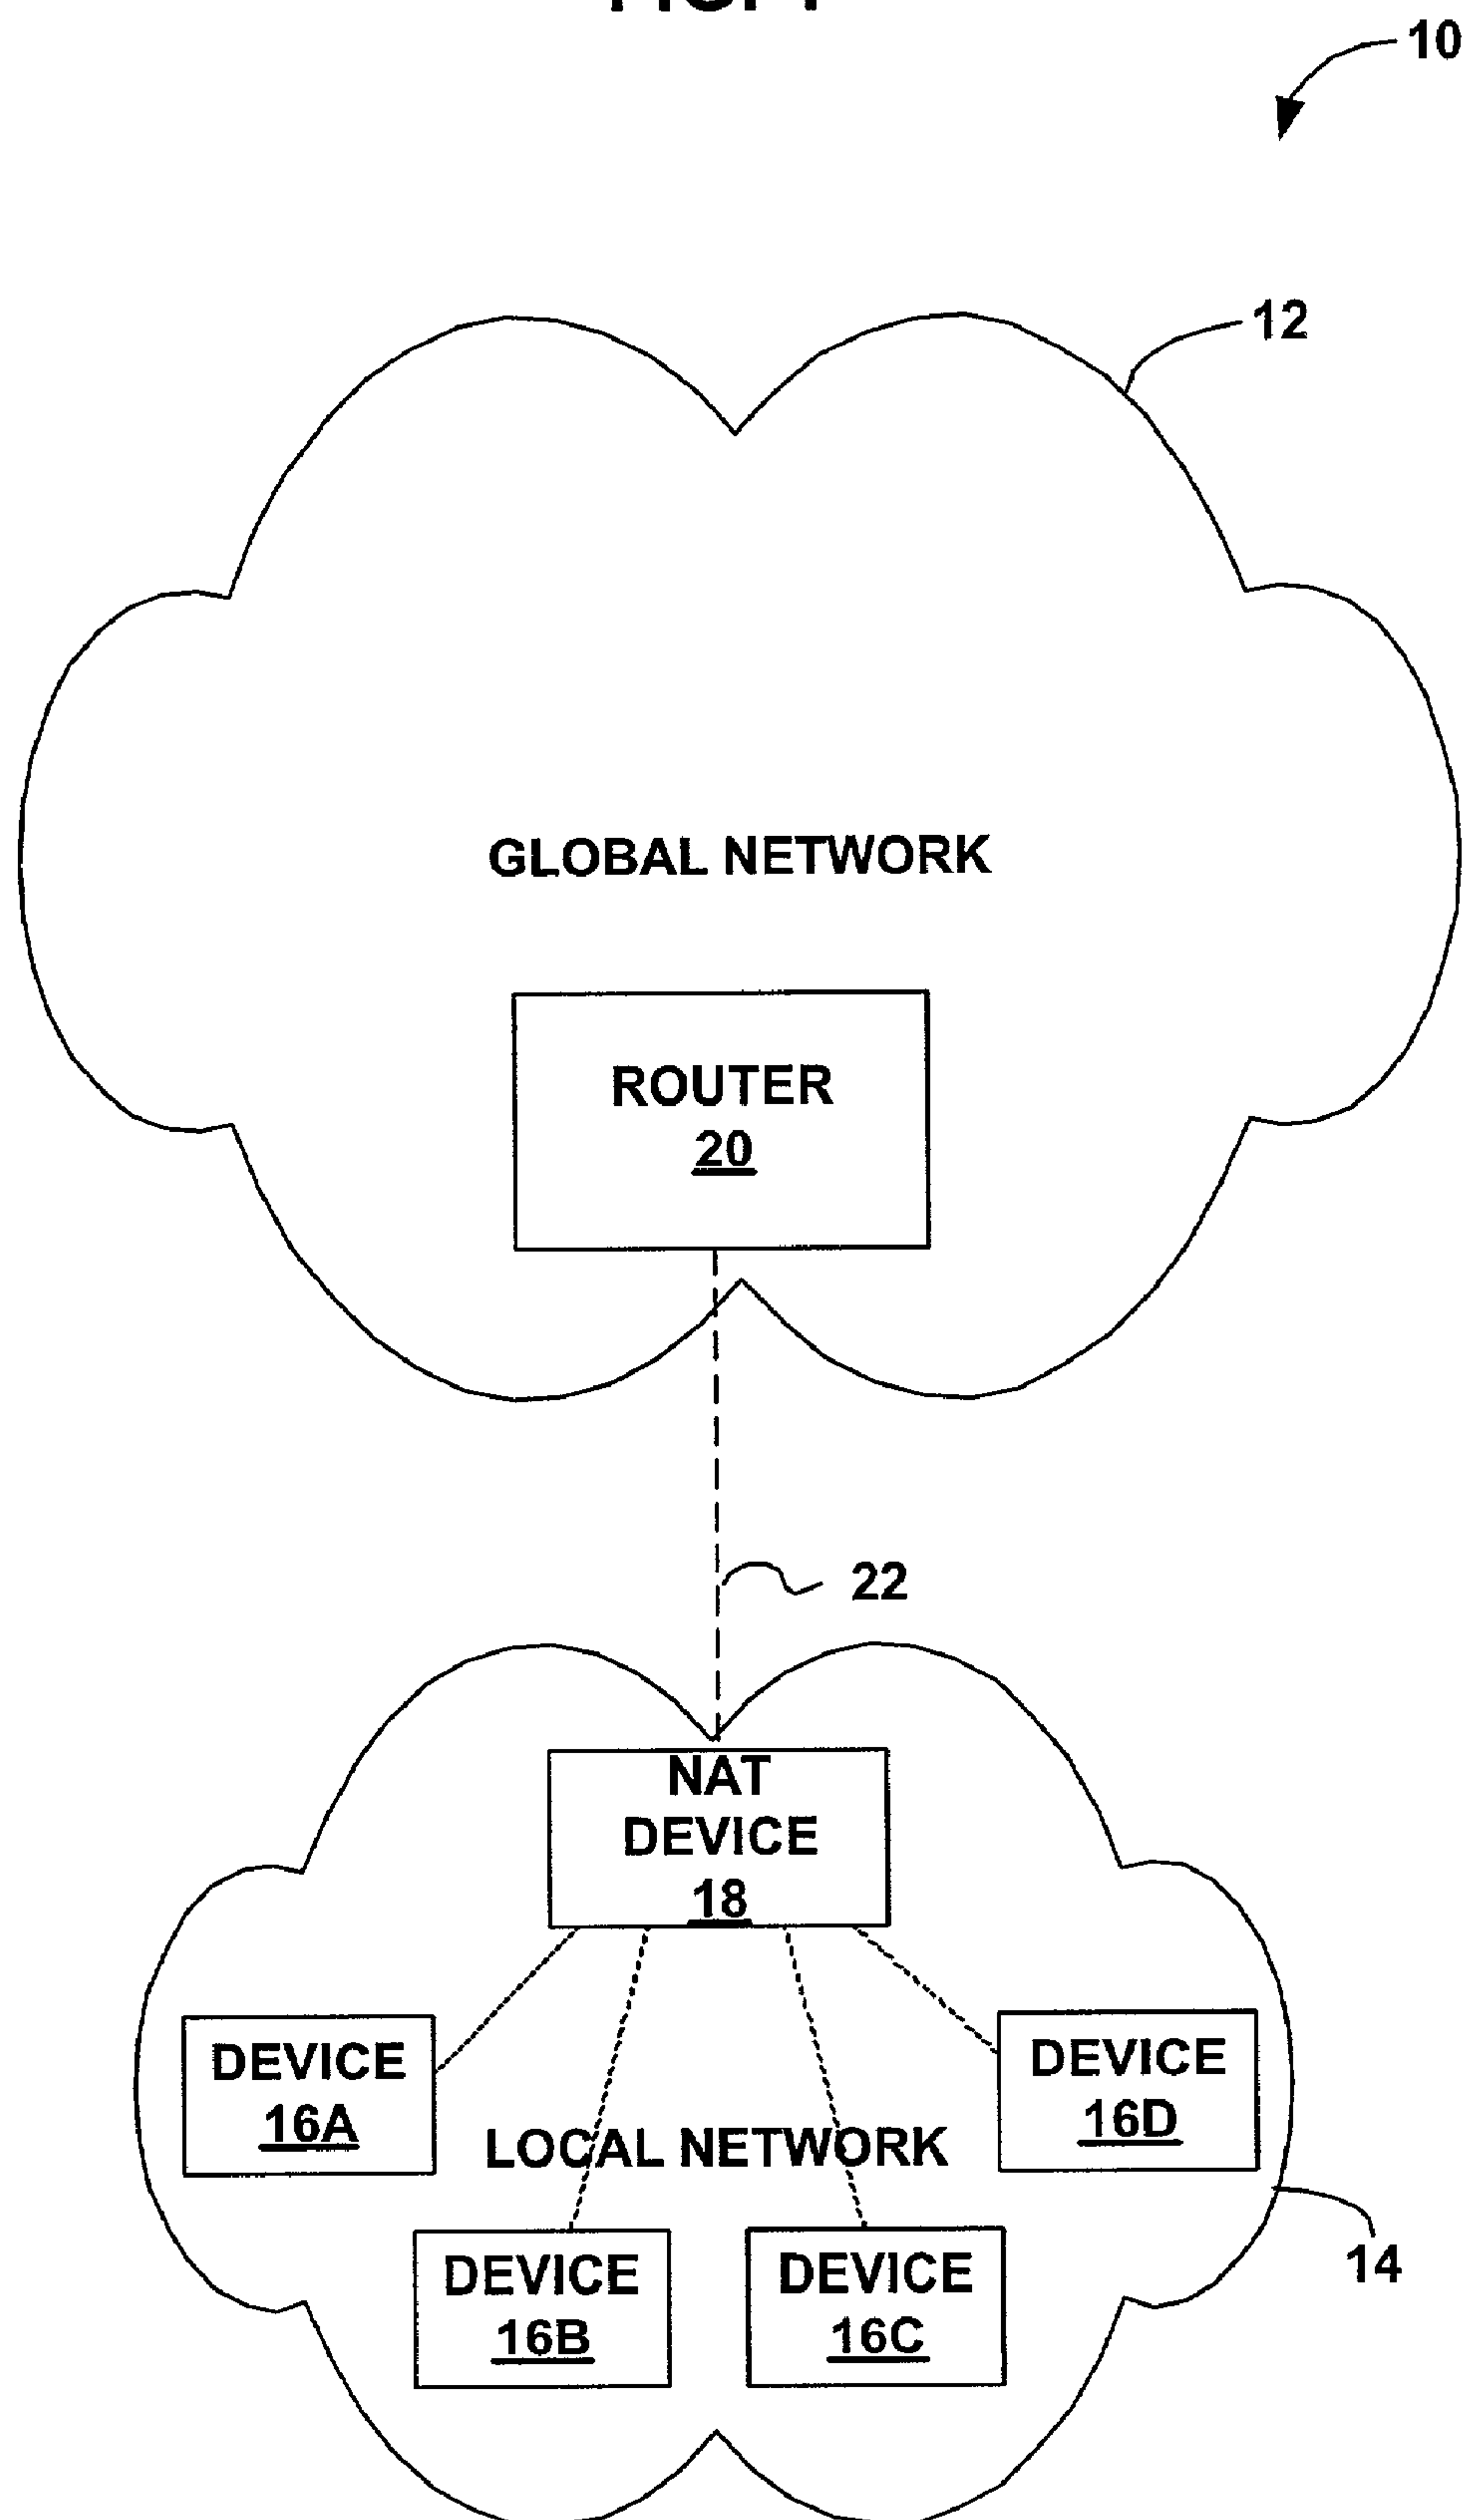 10
12
GLOBAL NETWORK
ROUTER
20
22
NAT
DEVICE
18
DEVICE
16A
DEVICE
16D
LOCAL NETWORK
14
DEVICE
16B
DEVICE
16C